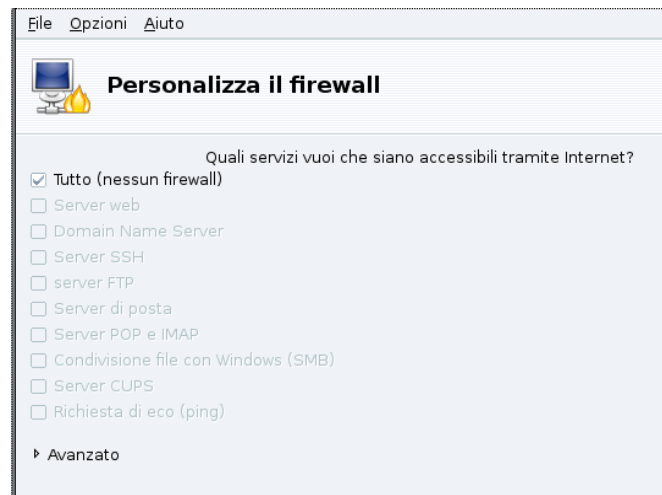 File Opzioni Aiuto
Personalizza il firewall
Quali servizi vuoi che siano accessibili tramite Internet?
Tutto (nessun firewall)
Server web
Domain Name Server
Server SSH
server FTP
Server di posta
Server POP e IMAP
Condivisione file con Windows (SMB)
Server CUPS
Richiesta di eco (ping)
Avanzato